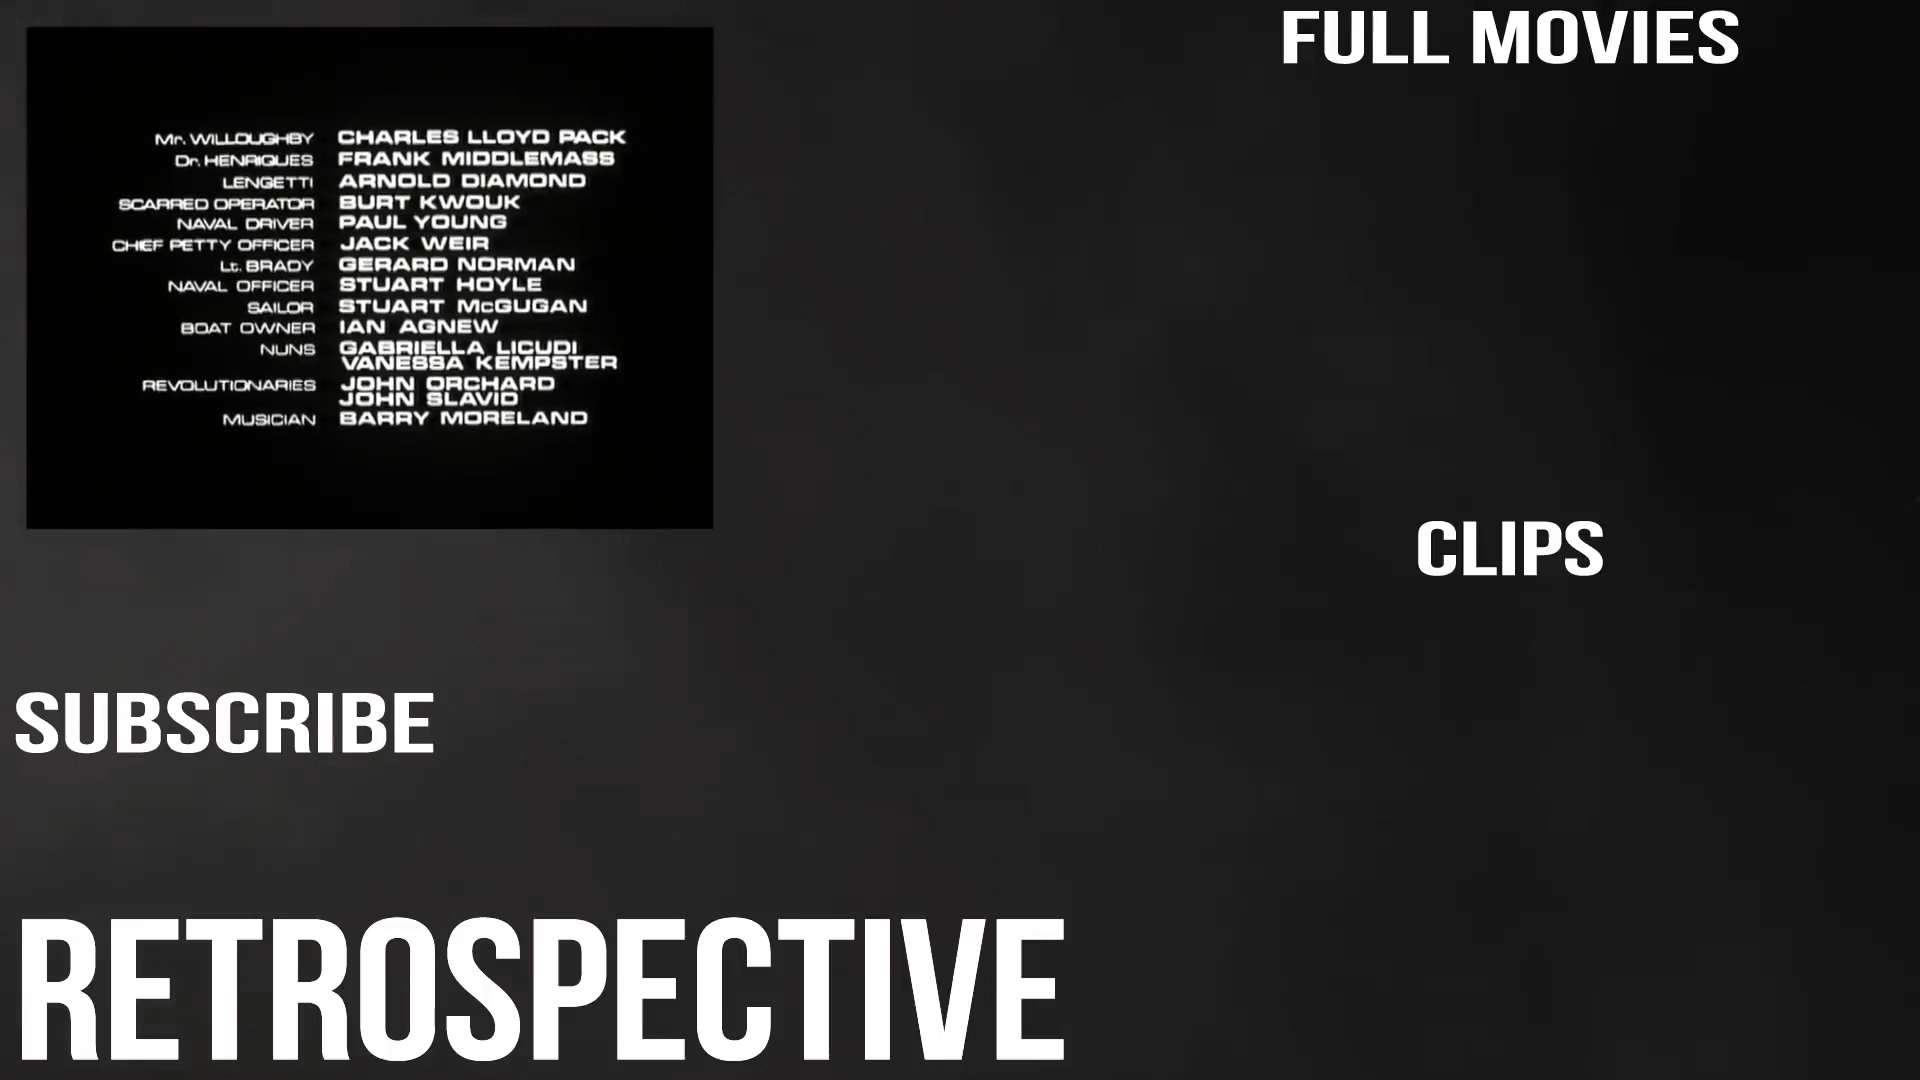 FULL MOVIES
Mr. WILLOUGHBY CHARLES LLOYD PACK
Dr. HENRIQUES FRANK MIDDLEMASS
LENGETTI ARNOLD DIAMOND
SCARRED OPERATOR BURT KWOUK
NAVAL DRIVER PAUL YOUNG
CHIEF PETTY OFFICER JACK WEIR
Lt. BRADY GERARD NORMAN
NAVAL OFFICER STUART HOYLE
SAILOR STUART McGUGAN
BOAT OWNER IAN AGNEW
NUNS GABRIELLA LICUDI
VANESSA KEMPSTER
REVOLUTIONARIES JOHN ORCHARD
JOHN SLAVID
MUSICIAN BARRY MORELAND
CLIPS
SUBSCRIBE
RETROSPECTIVE